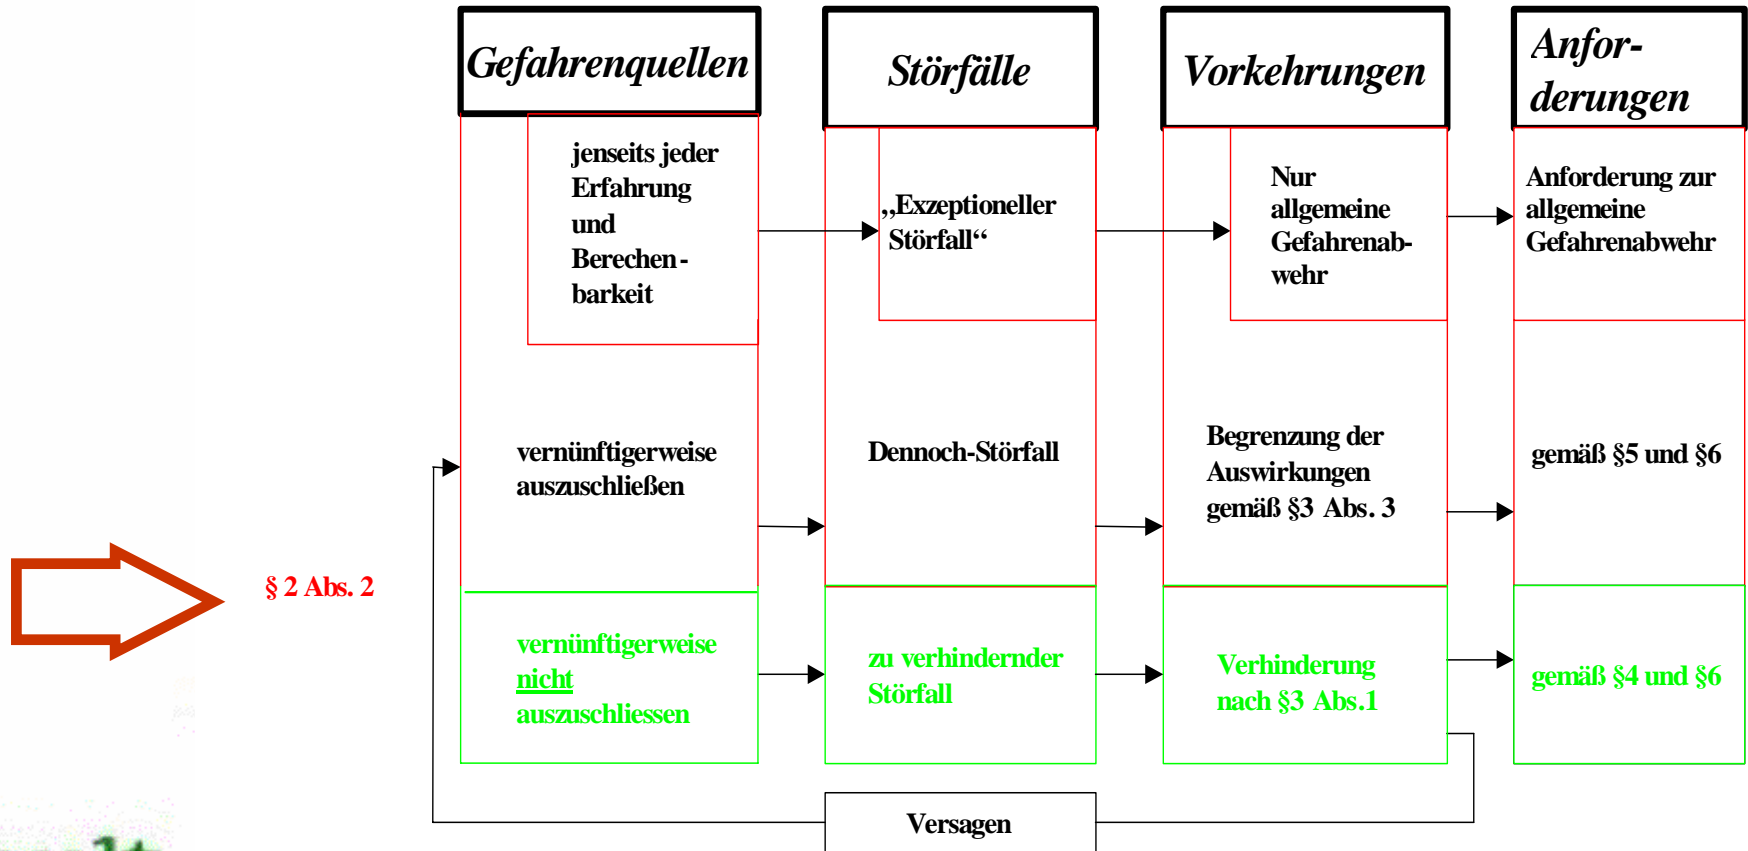 Gefahrenquellen
Störfälle
Vorkehrungen
Anfor-
derungen
jenseits jeder
Erfahrung
und
Berechen-
barkeit
„Exzeptioneller
Störfall“
Nur
allgemeine
Gefahrenab-
wehr
Anforderung zur
allgemeine
Gefahrenabwehr
vernünftigerweise
auszuschließen
Dennoch-Störfall
Begrenzung der
Auswirkungen
gemäß §3 Abs. 3
gemäß §5 und §6
§ 2 Abs. 2
vernünftigerweise
nicht
auszuschliessen
zu verhindernder
Störfall
Verhinderung
nach §3 Abs.1
gemäß §4 und §6
Versagen